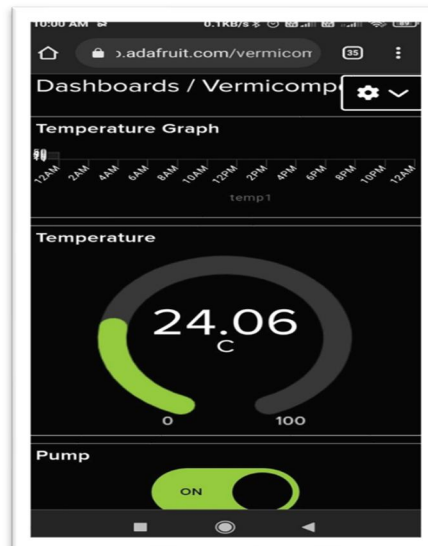 10:00 AM
0.1KB/s
.adafruit.com/vermicom
35
Dashboards / Vermicomp
Temperature Graph
12AM 2AM 4AM 6AM 8AM 10AM 12PM 2PM 4PM 6PM 8PM 10PM 12AM
temp1
Temperature
24.06
C
0 100
Pump
ON